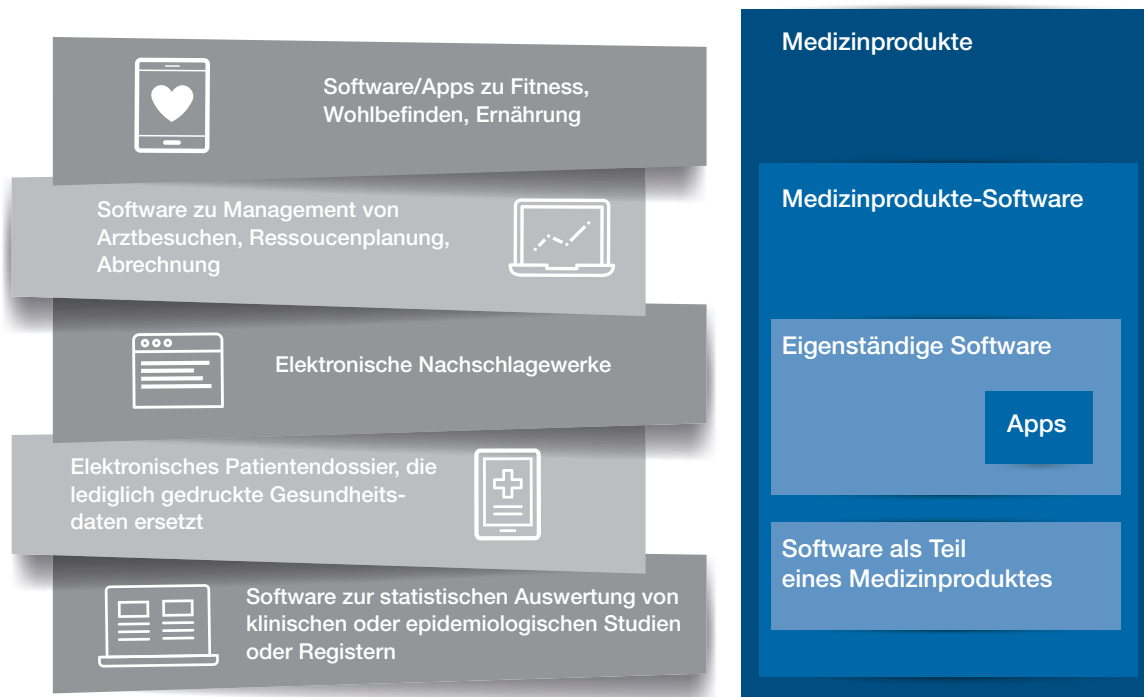 Software/Apps zu Fitness,
Wohlbefinden, Ernährung
Software zu Management von
Arztbesuchen, Ressoucenplanung,
Abrechnung
Elektronische Nachschlagewerke
Elektronisches Patientendossier, die
lediglich gedruckte Gesundheits-
daten ersetzt
Software zur statistischen Auswertung von
klinischen oder epidemiologischen Studien
oder Registern
Medizinprodukte
Medizinprodukte-Software
Eigenständige Software
Apps
Software als Teil
eines Medizinproduktes